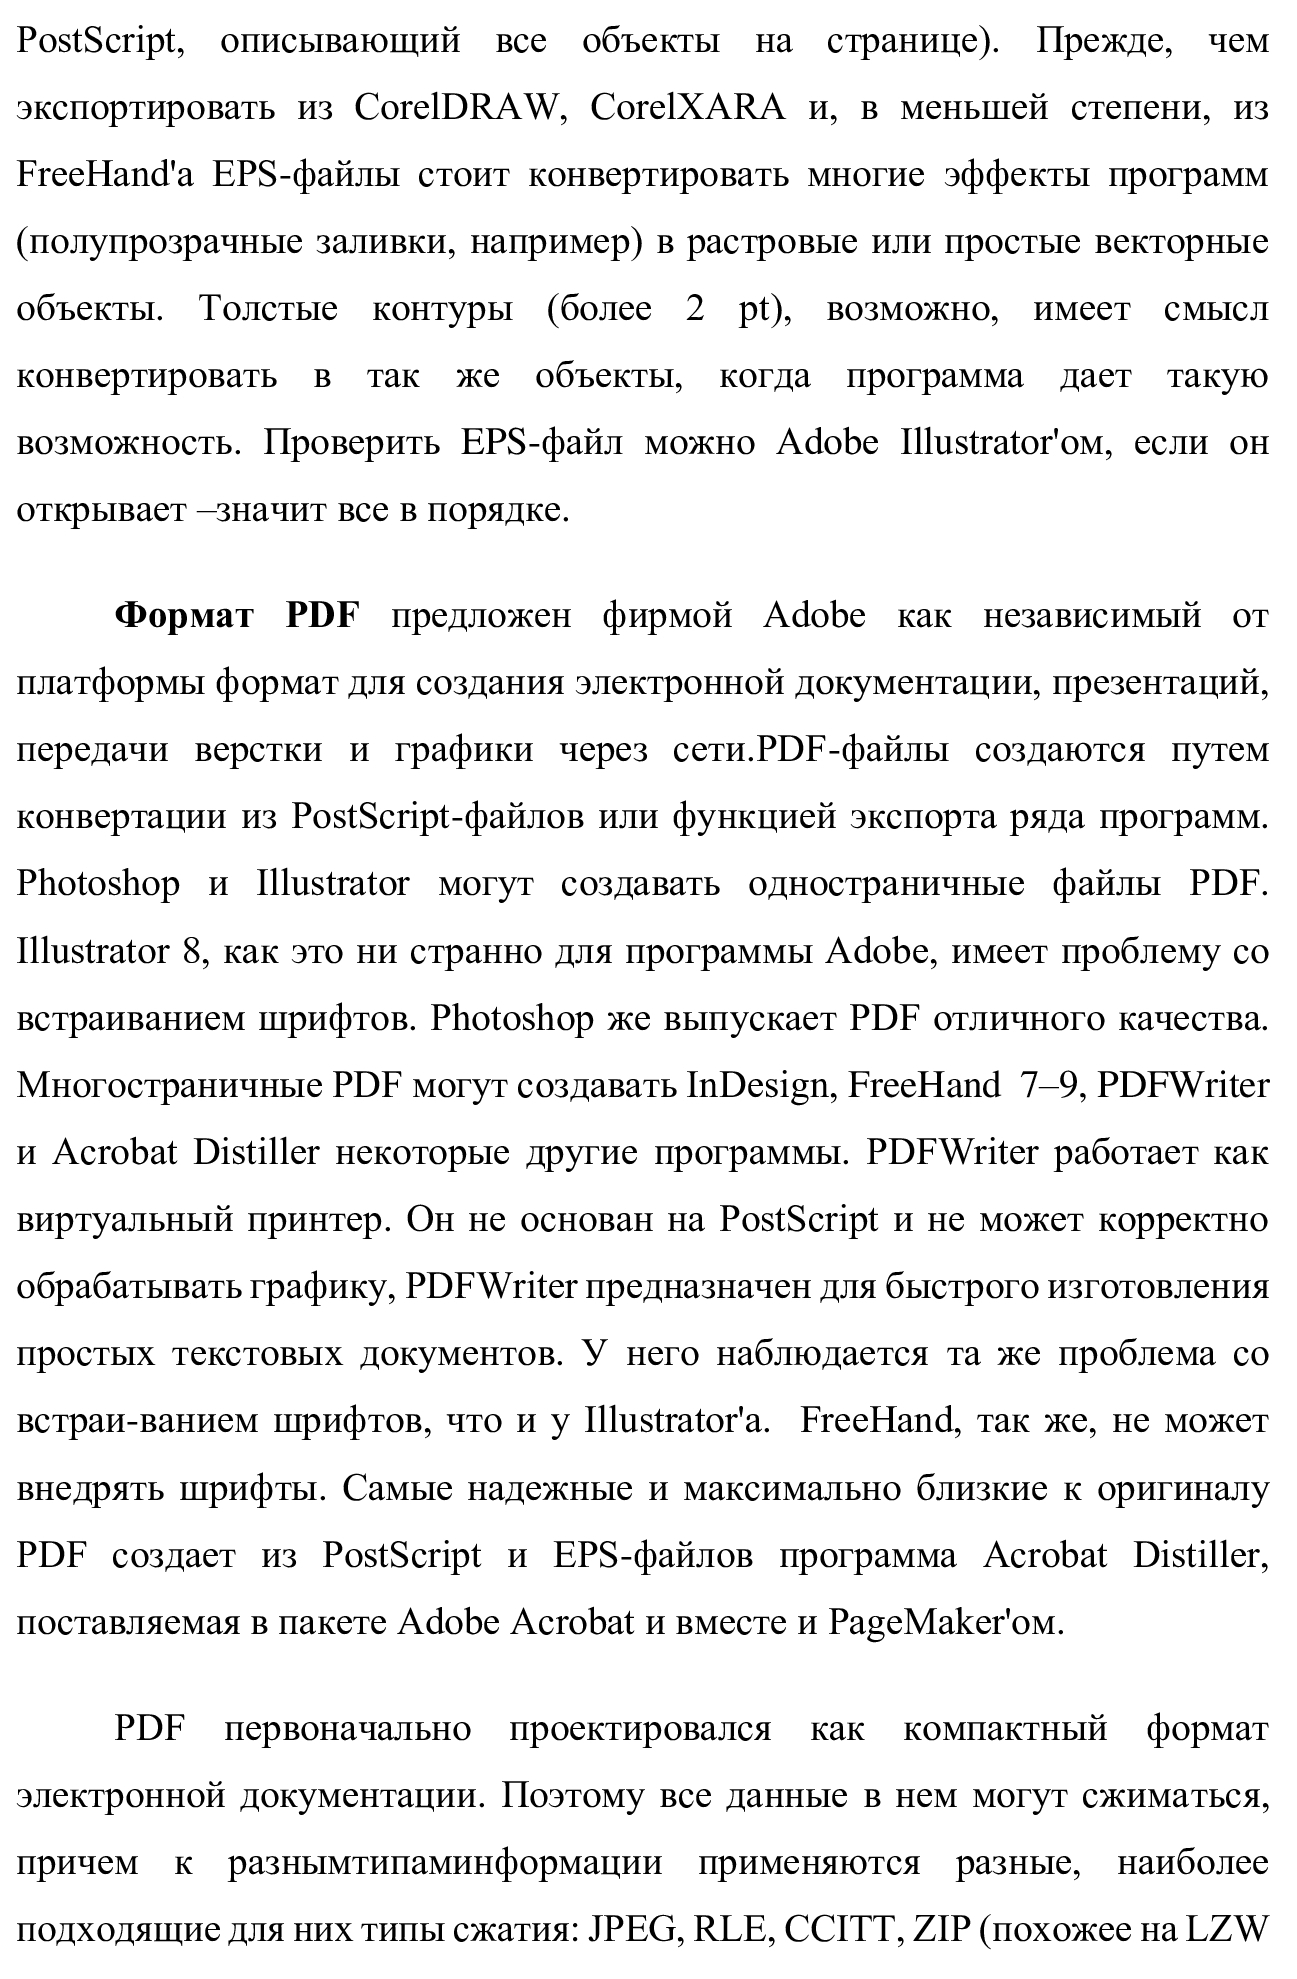 PostScript, описывающий все объекты на странице). Прежде, чем
экспортировать из CorelDRAW, CorelXARA и, в меньшей степени, из
FreeHand'а EPS-файлы стоит конвертировать многие эффекты программ
(полупрозрачные заливки, например) в растровые или простые векторные
объекты. Толстые контуры (более 2 pt), возможно, имеет смысл
конвертировать в так же объекты, когда программа дает такую
возможность. Проверить EPS-файл можно Adobe Illustrator'ом, если он
открывает –значит все в порядке.
Формат PDF предложен фирмой Adobe как независимый от
платформы формат для создания электронной документации, презентаций,
передачи верстки и графики через сети.PDF-файлы создаются путем
конвертации из PostScript-файлов или функцией экспорта ряда программ.
Photoshop и Illustrator могут создавать одностраничные файлы PDF.
Illustrator 8, как это ни странно для программы Adobe, имеет проблему со
встраиванием шрифтов. Photoshop же выпускает PDF отличного качества.
Многостраничные PDF могут создавать InDesign, FreeHand  7–9, PDFWriter
и Acrobat Distiller некоторые другие программы. PDFWriter работает как
виртуальный принтер. Он не основан на PostScript и не может корректно
обрабатывать графику, PDFWriter предназначен для быстрого изготовления
простых текстовых документов. У него наблюдается та же проблема со
встраи-ванием шрифтов, что и у Illustrator'а.  FreeHand, так же, не может
внедрять шрифты. Самые надежные и максимально близкие к оригиналу
PDF создает из PostScript и EPS-файлов программа Acrobat Distiller,
поставляемая в пакете Adobe Acrobat и вместе и PageMaker'ом.
PDF первоначально проектировался как компактный формат
электронной документации. Поэтому все данные в нем могут сжиматься,
причем к разнымтипаминформации применяются разные, наиболее
подходящие для них типы сжатия: JPEG, RLE, CCITT, ZIP (похожее на LZW